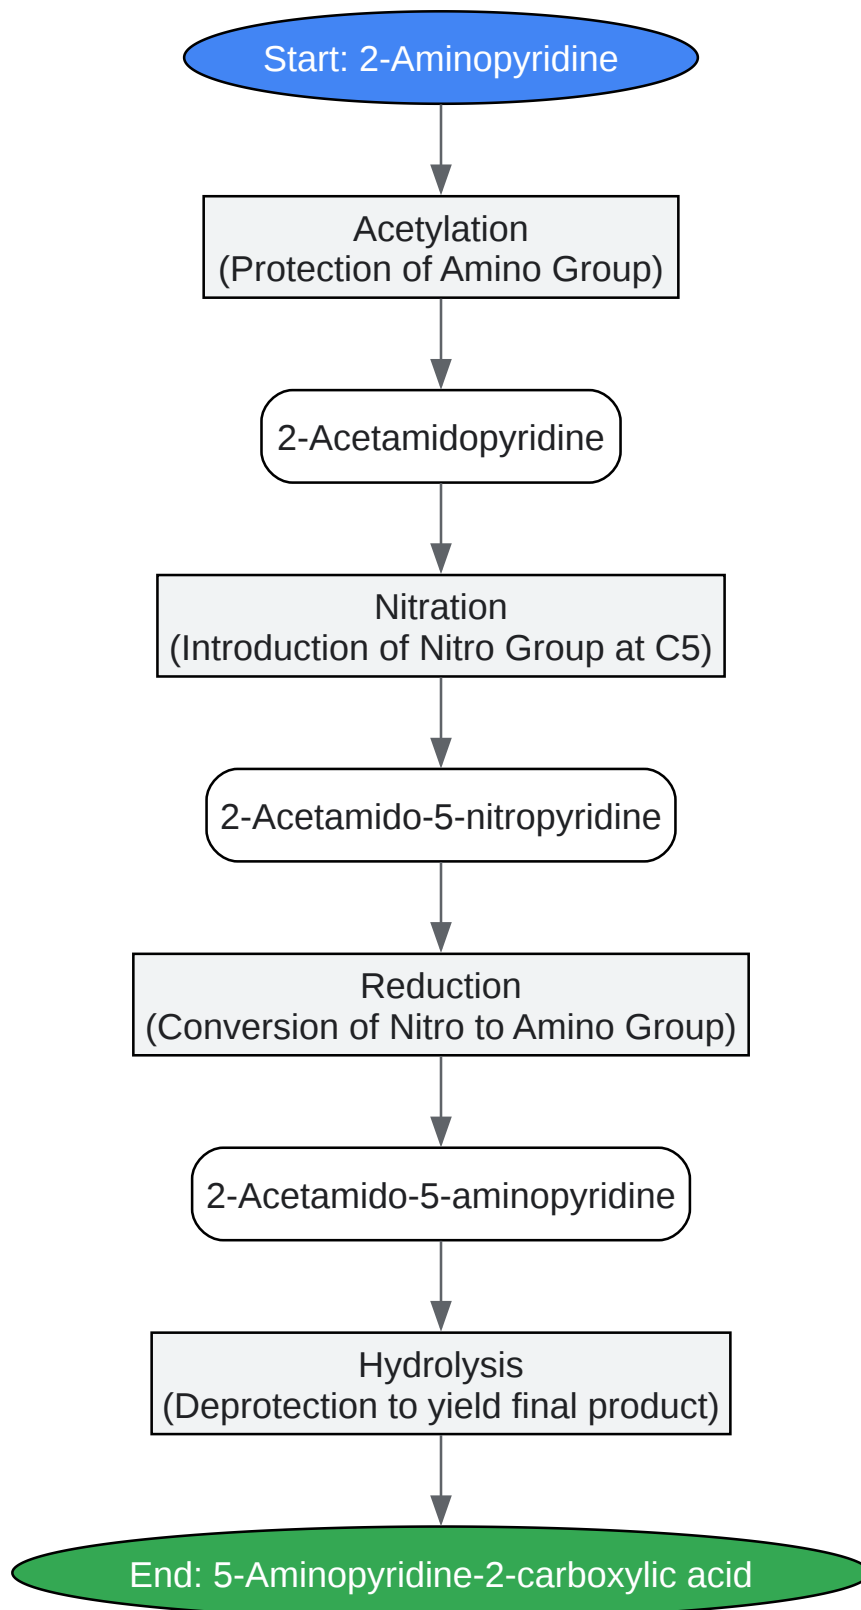 Start: 2-Aminopyridine
Acetylation
(Protection of Amino Group)
2-Acetamidopyridine
Nitration
(Introduction of Nitro Group at C5)
2-Acetamido-5-nitropyridine
Reduction
(Conversion of Nitro to Amino Group)
2-Acetamido-5-aminopyridine
Hydrolysis
(Deprotection to yield final product)
End: 5-Aminopyridine-2-carboxylic acid